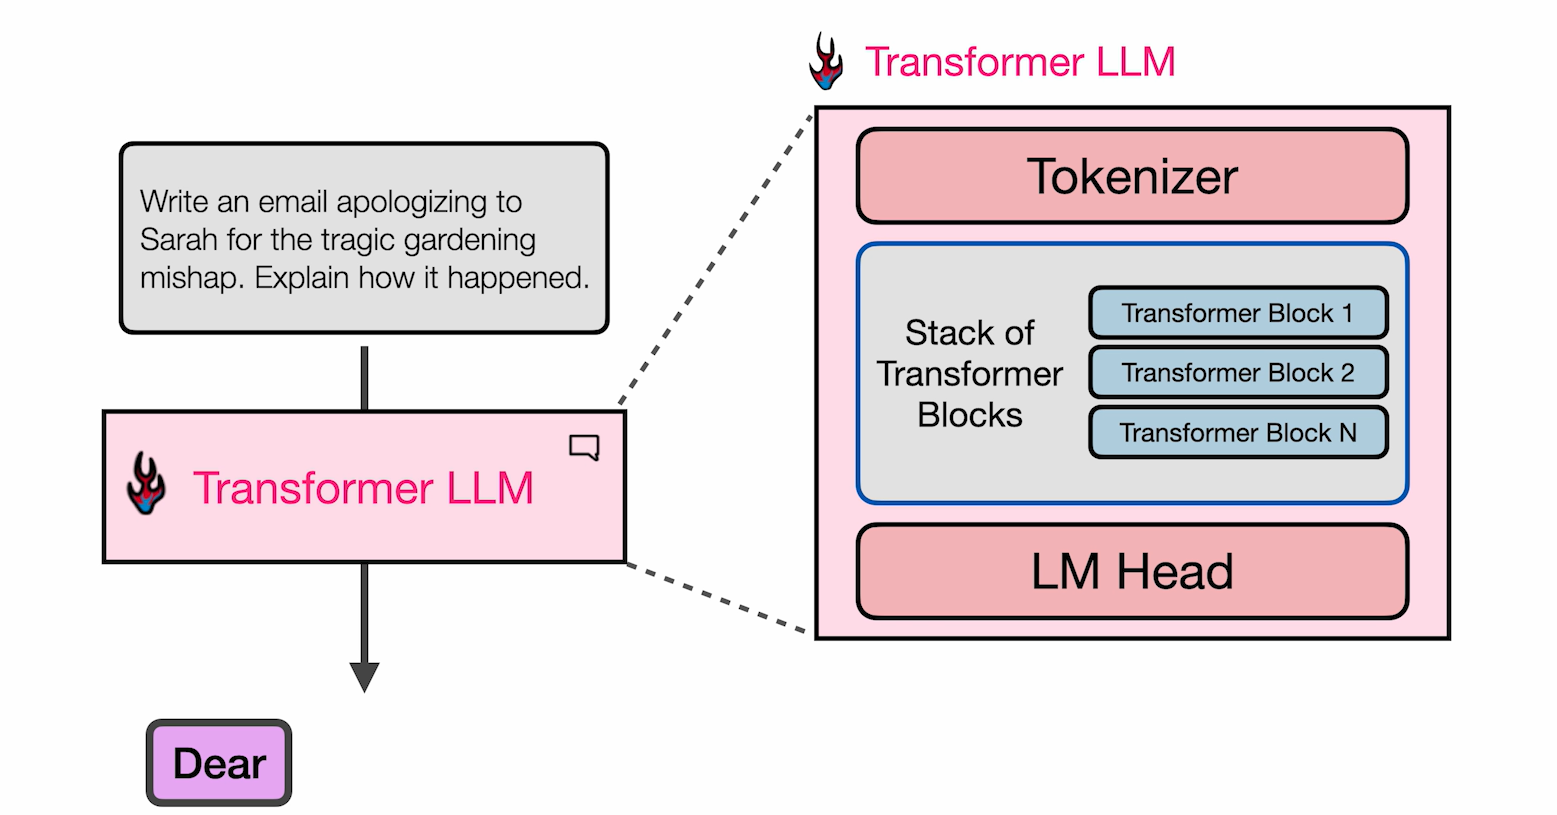 Write an email apologizing to
Sarah for the tragic gardening
mishap. Explain how it happened.
Transformer LLM
Dear
Transformer LLM
Tokenizer
Stack of
Transformer
Blocks
Transformer Block 1
Transformer Block 2
Transformer Block N
LM Head